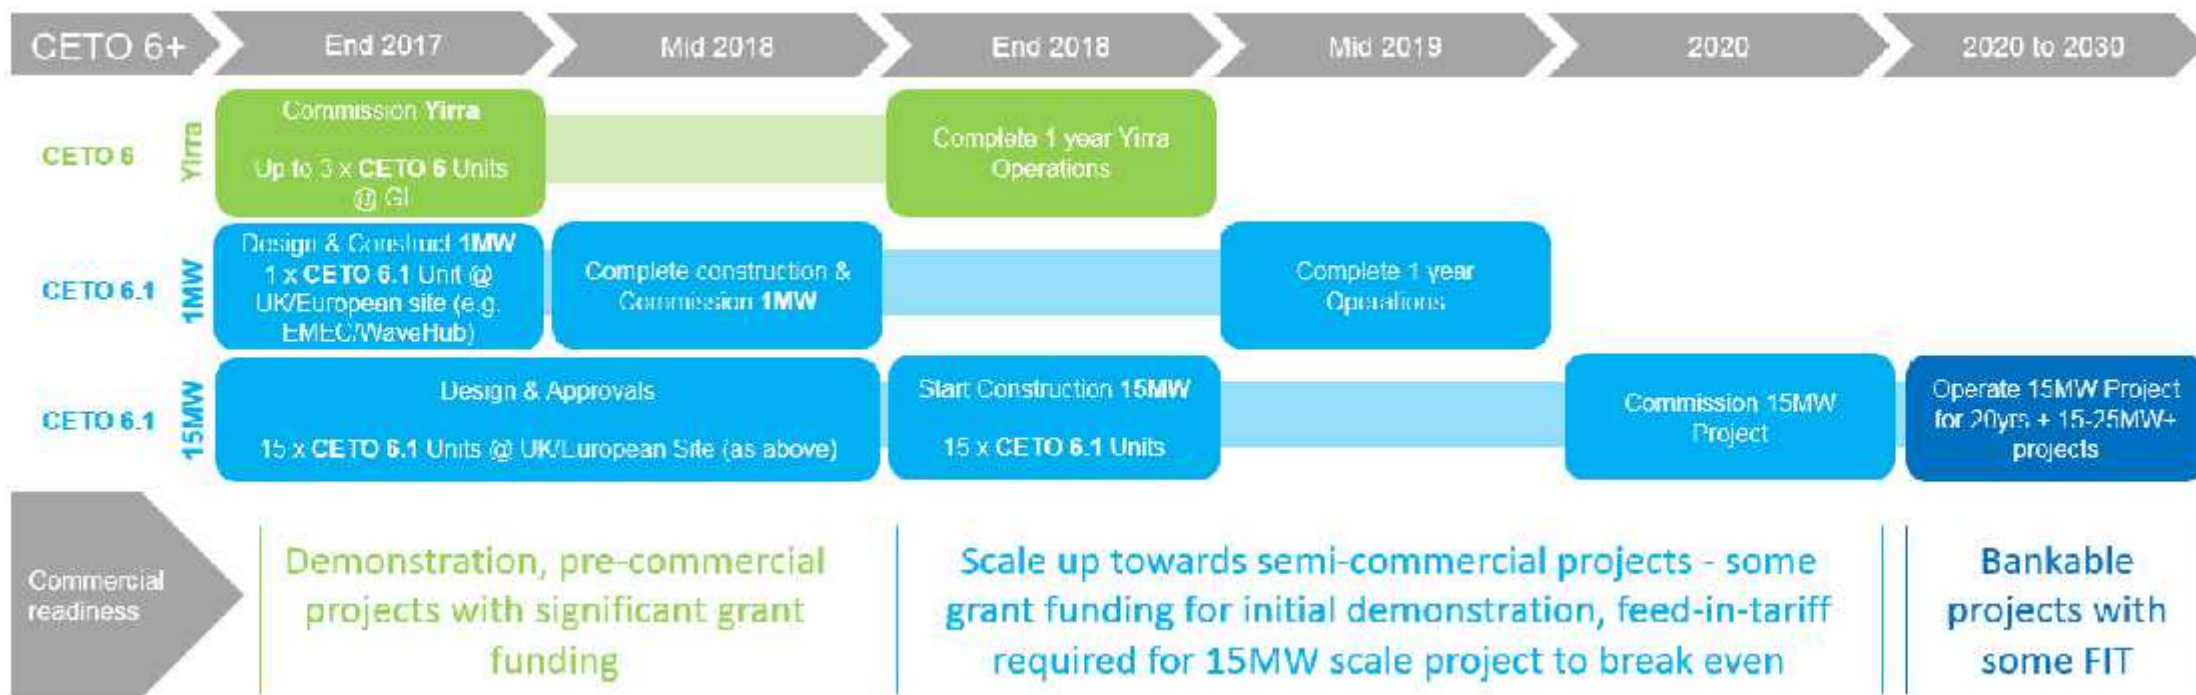 CETO 6+
End 2017
Mid 2018
End 2018
Mid 2019
2020
2020 to 2030
CETO 6
Yirra
Commission Yirra
Up to 3 x CETO 6 Units
@ GI
Complete 1 year Yirra
Operations
CETO 6.1
1MW
Design & Construct 1MW
1 x CETO 6.1 Unit @
UK/European site (e.g.
EMEC/WaveHub)
Complete construction &
Commission 1MW
Complete 1 year
Operations
CETO 6.1
15MW
Design & Approvals
15 x CETO 6.1 Units @ UK/European Site (as above)
Start Construction 15MW
15 x CETO 6.1 Units
Commission 15MW
Project
Operate 15MW Project
for 20yrs + 15-25MW+
projects
Commercial
readiness
Demonstration, pre-commercial
projects with significant grant
funding
Scale up towards semi-commercial projects - some
grant funding for initial demonstration, feed-in-tariff
required for 15MW scale project to break even
Bankable
projects with
some FIT